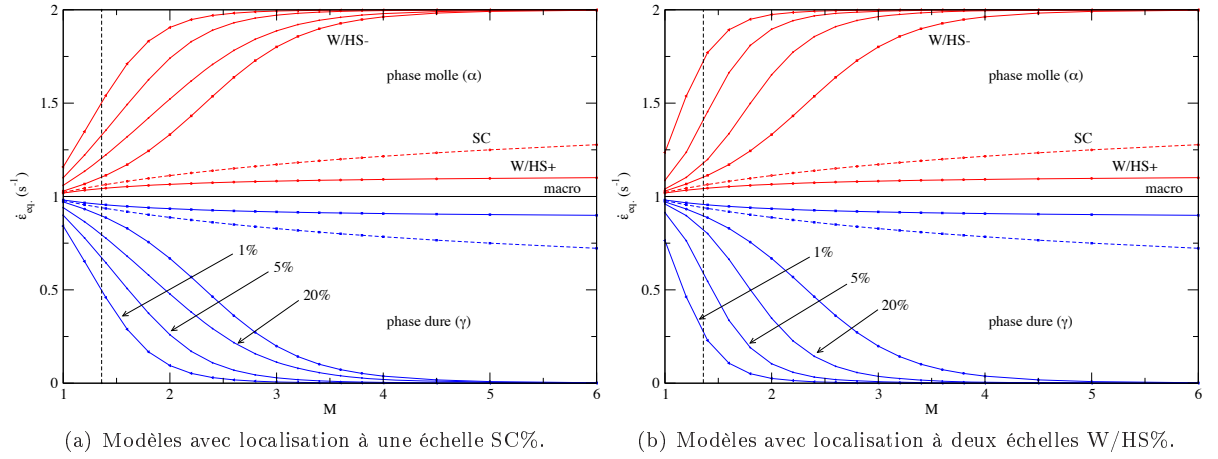 2
1.5
1
0.5
0
ε̇eq. (s-1)
W/HS-
phase molle (α)
SC
W/HS+
macro
1%
5%
20%
phase dure (γ)
1 2 3 4 5 6
M
(a) Modèles avec localisation à une échelle SC%.
2
1.5
1
0.5
0
ε̇eq. (s-1)
W/HS-
phase molle (α)
SC
W/HS+
macro
1%
5%
20%
phase dure (γ)
1 2 3 4 5 6
M
(b) Modèles avec localisation à deux échelles W/HS%.